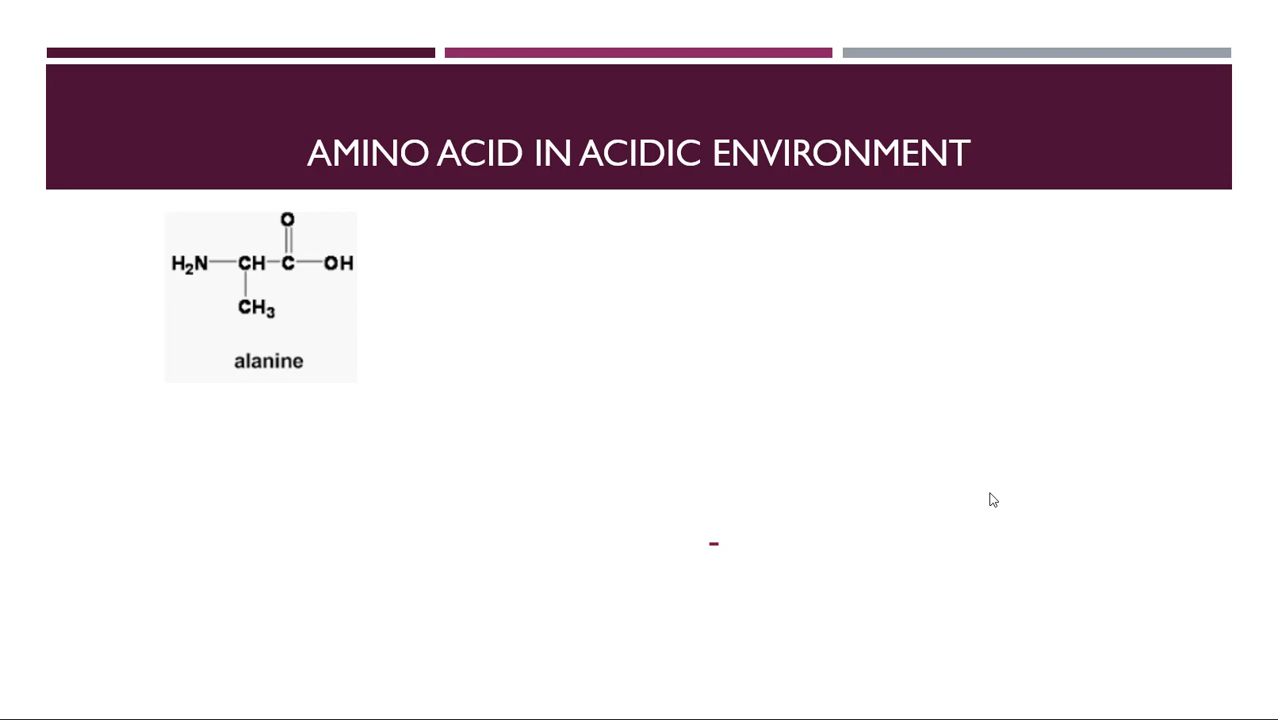 AMINO ACID IN ACIDIC ENVIRONMENT
O
H₂N—CH—C—OH
CH₃
alanine
-